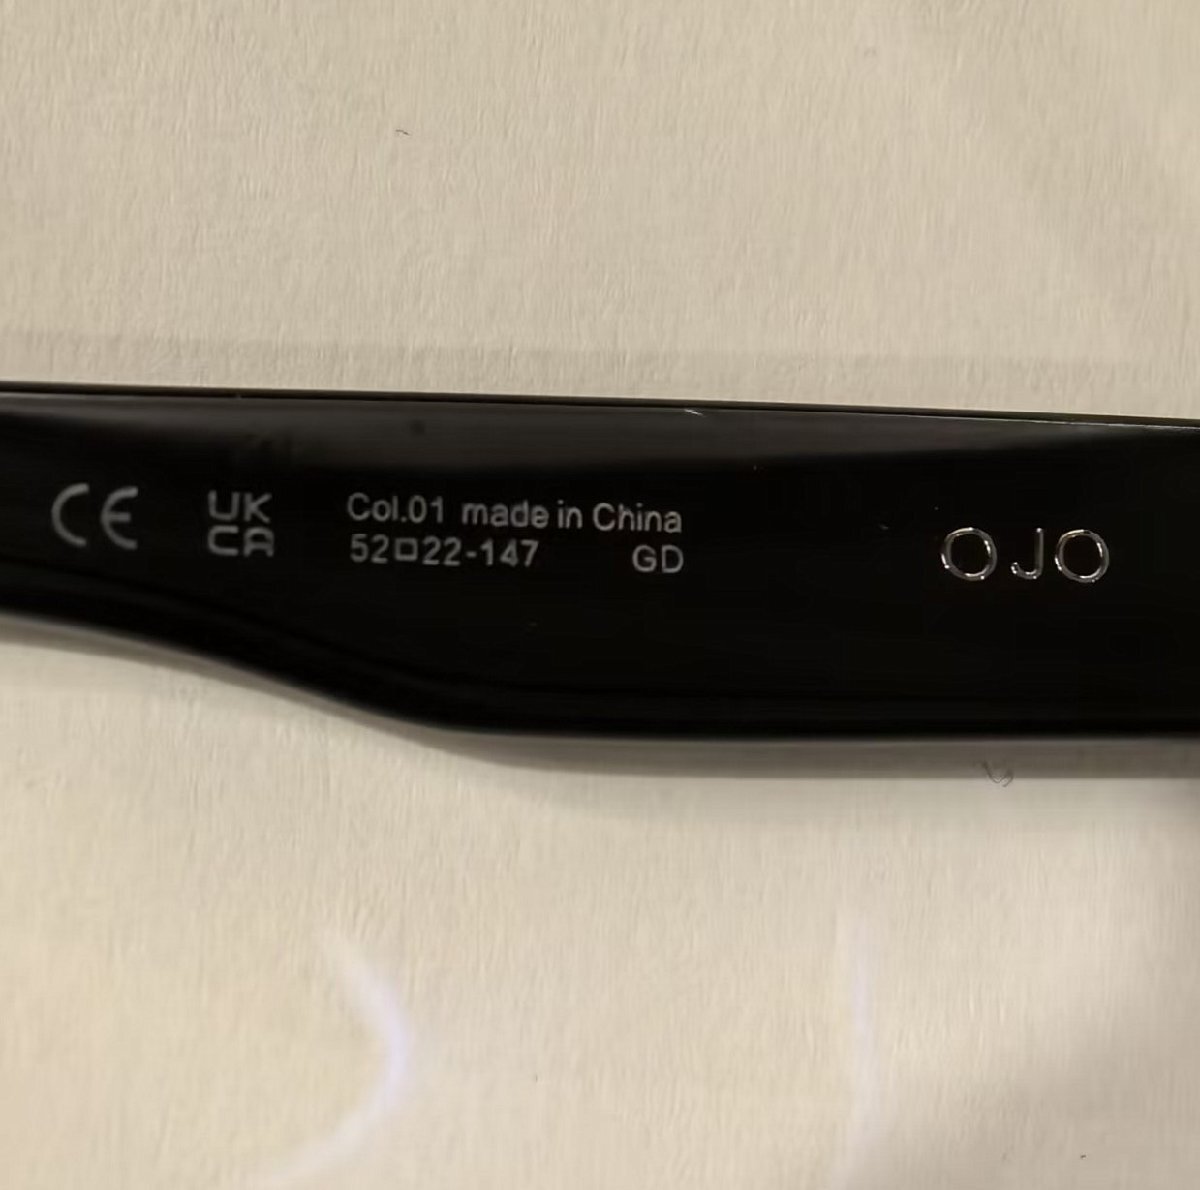 CE
UK
CA
Col.01 made in China
52□22-147 GD
OJO